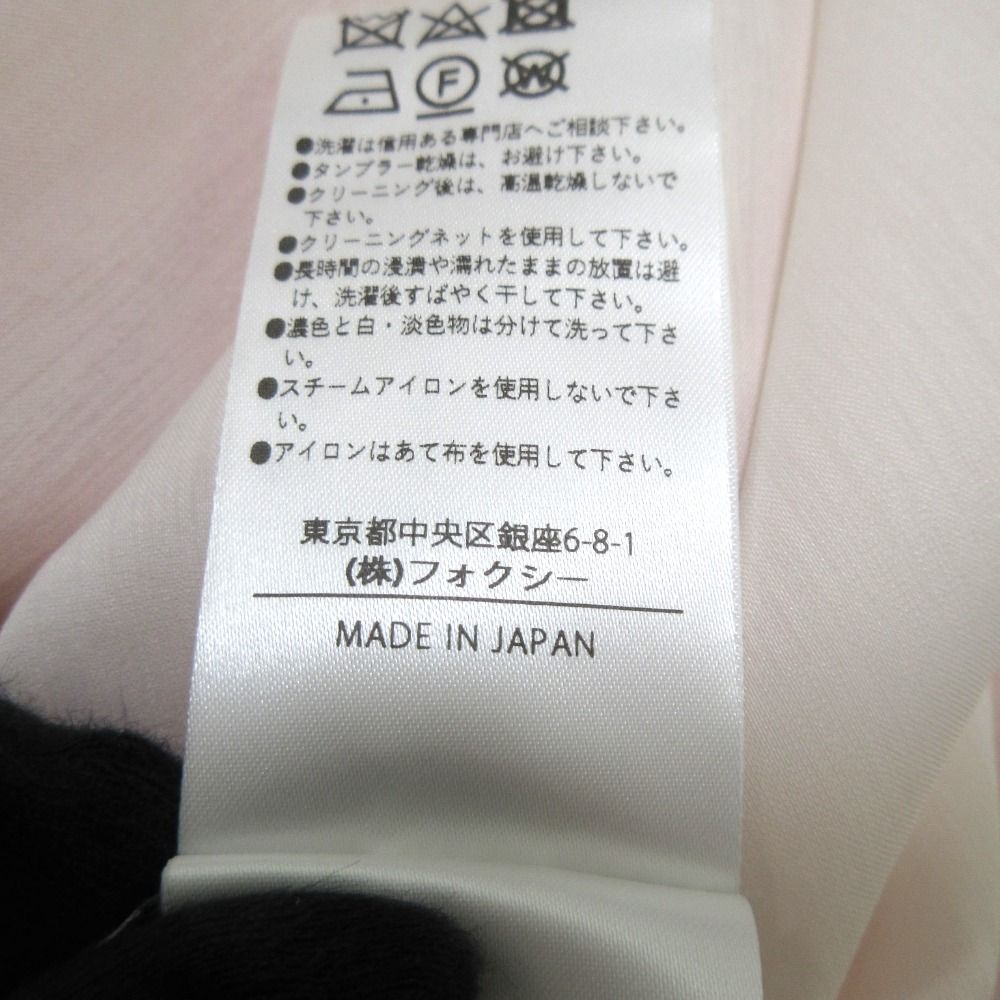 F W
●洗濯は信用ある専門店へご相談下さい。
●タンブラー乾燥は、お避け下さい。
●クリーニング後は、高温乾燥しないで
下さい。
●クリーニングネットを使用して下さい。
●長時間の浸漬や濡れたままの放置は避
け、洗濯後すばやく干して下さい。
●濃色と白・淡色物は分けて洗って下さ
い。
●スチームアイロンを使用しないで下さ
い。
●アイロンはあて布を使用して下さい。
東京都中央区銀座6-8-1
(株)フォクシー
MADE IN JAPAN